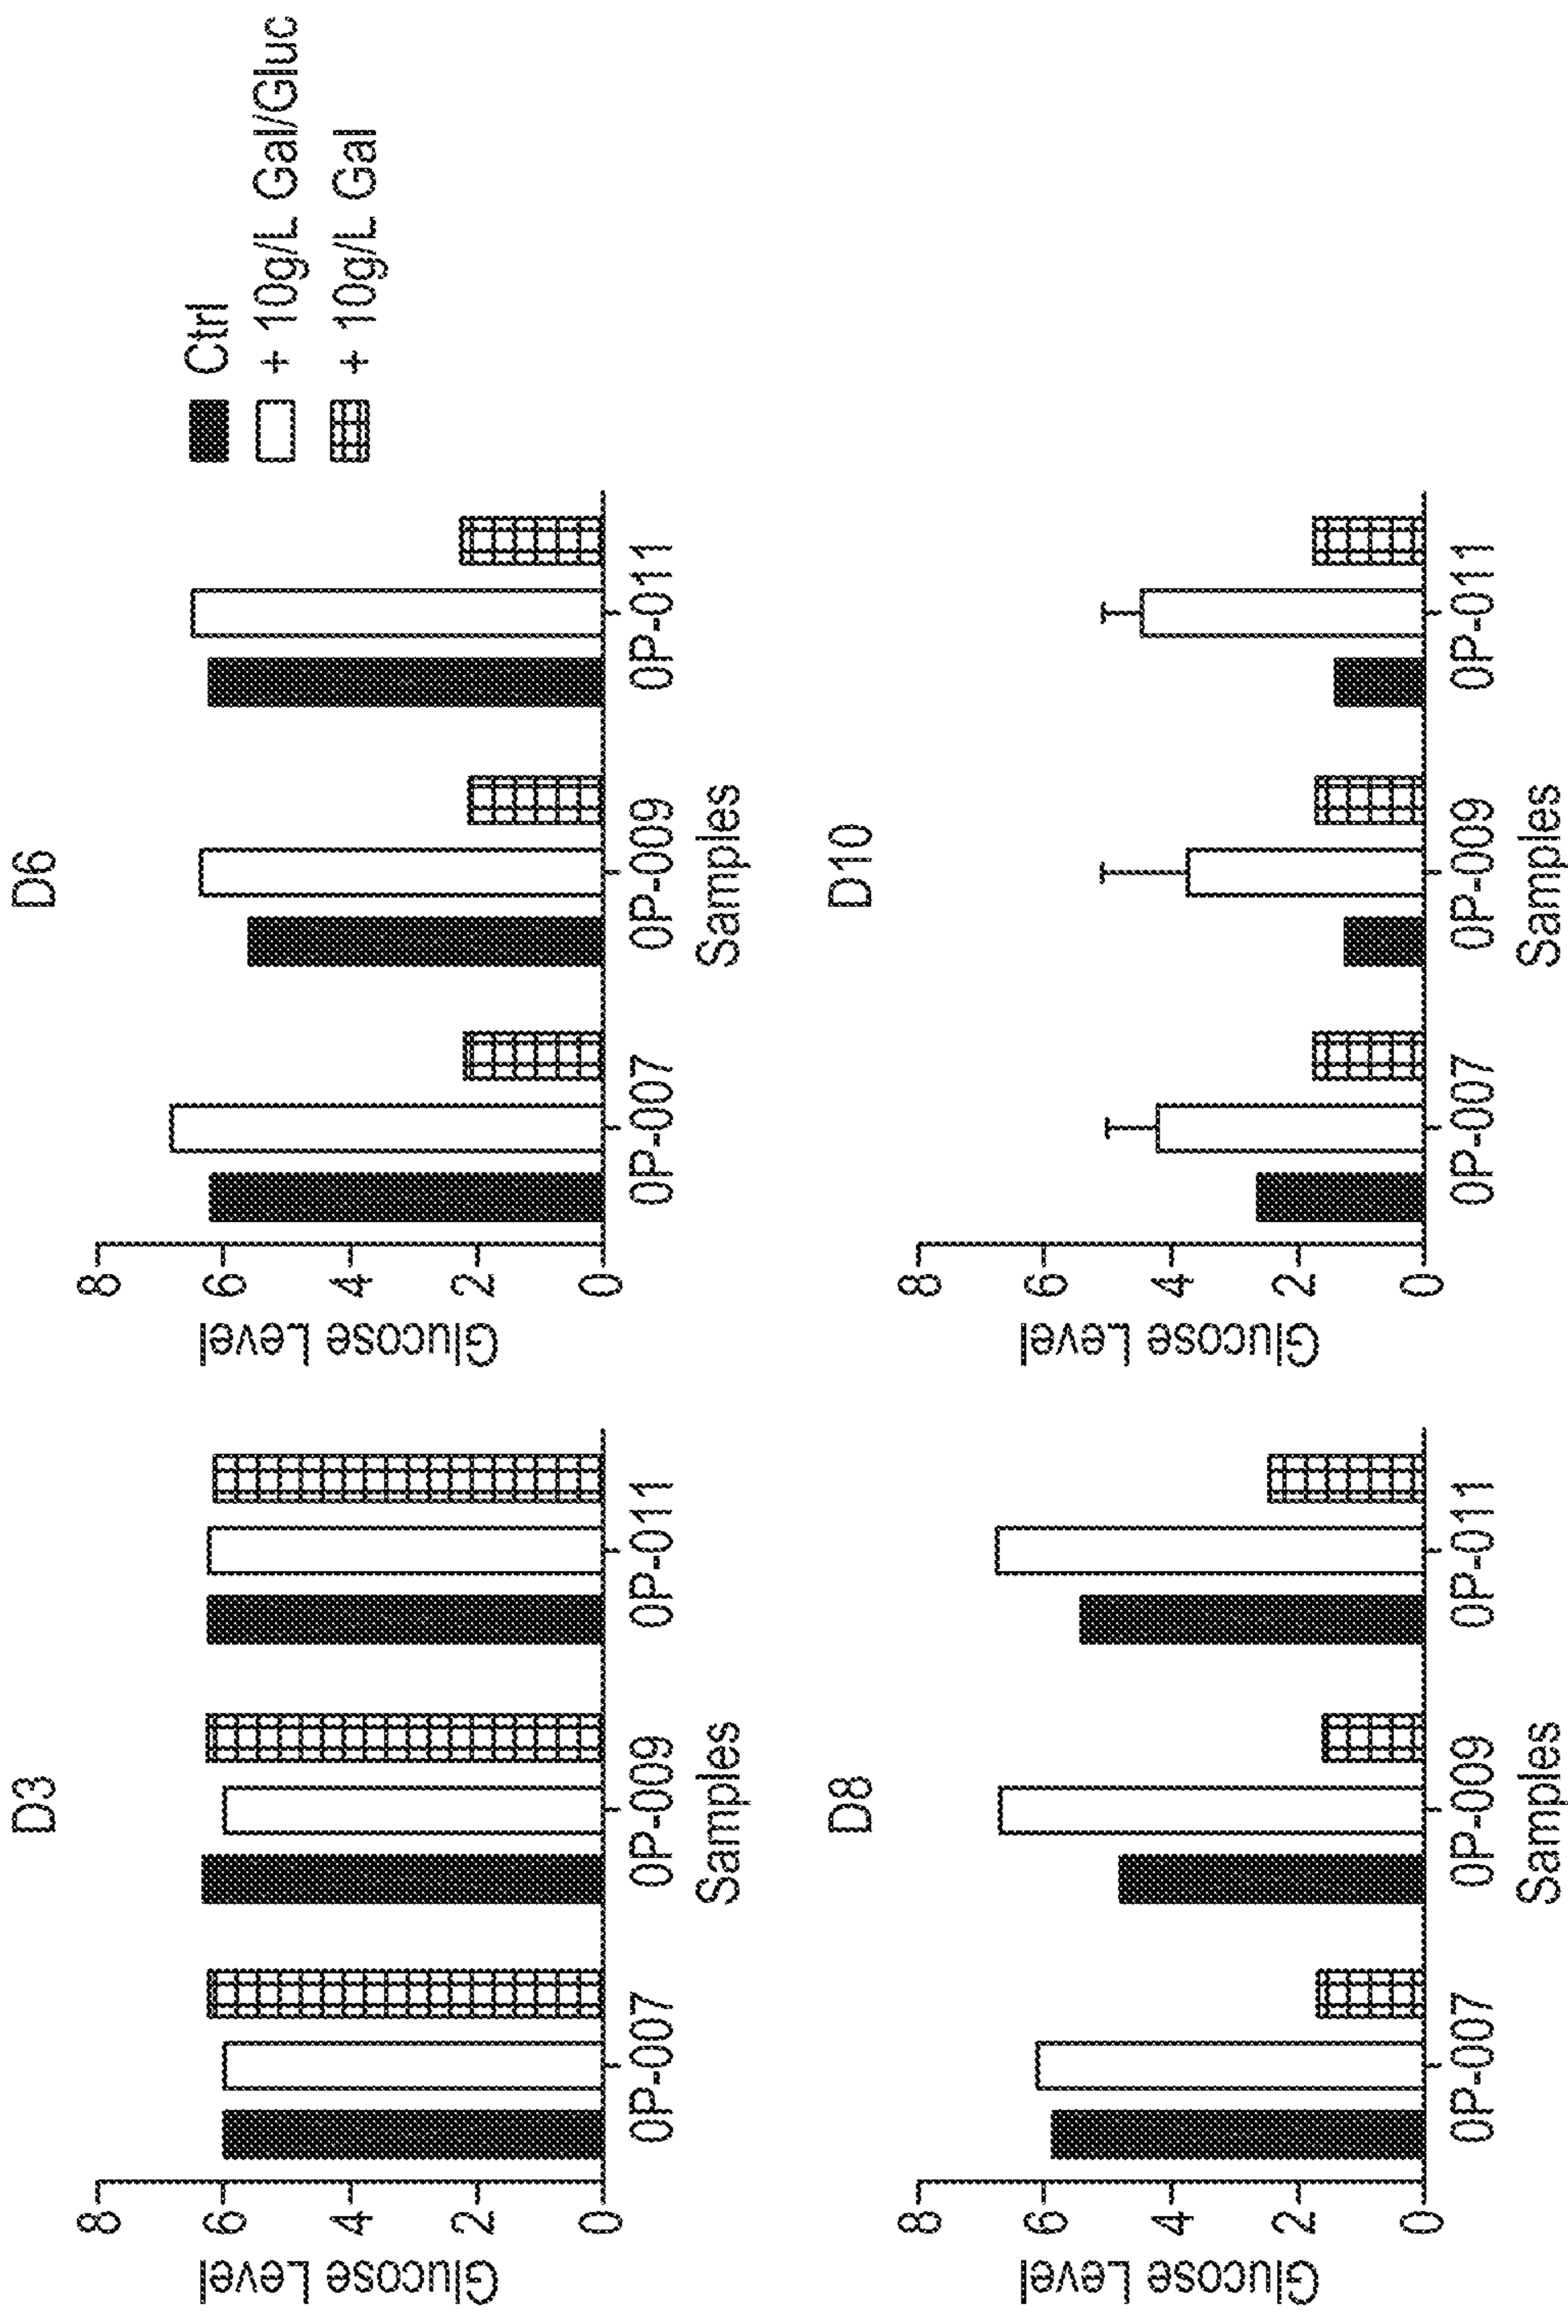 D3
8
6
4
2
0
Glucose Level
0P-007 0P-009 0P-011
Samples
D6
8
6
4
2
0
Glucose Level
0P-007 0P-009 0P-011
Samples
Ctrl
+ 10g/L Gal/Gluc
+ 10g/L Gal
D8
8
6
4
2
0
Glucose Level
0P-007 0P-009 0P-011
Samples
D10
8
6
4
2
0
Glucose Level
0P-007 0P-009 0P-011
Samples